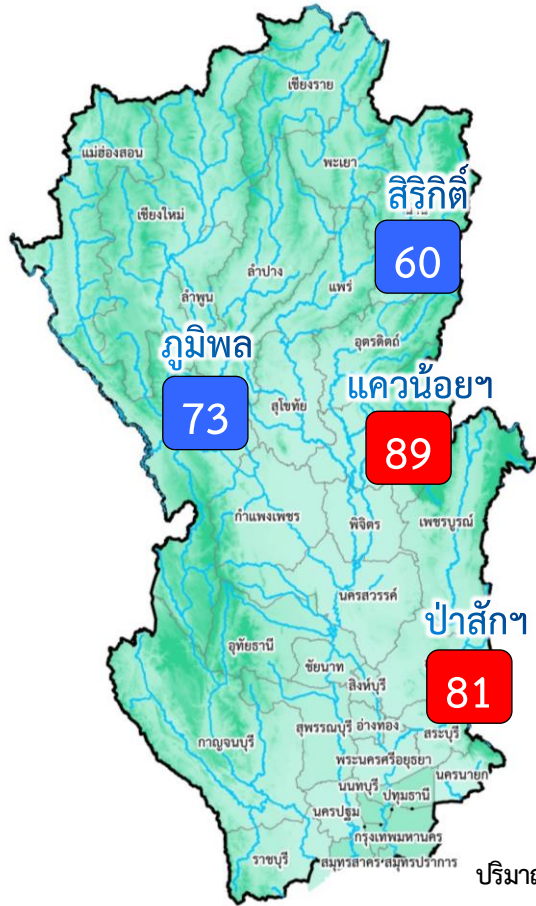 เชียงราย
แม่ฮ่องสอน
พะเยา
สิริกิติ์
เชียงใหม่
60
ลำปาง
แพร่
ลำพูน
ภูมิพล
อุตรดิตถ์
แควน้อยฯ
73
สุโขทัย
89
กำแพงเพชร
พิจิตร
เพชรบูรณ์
นครสวรรค์
ป่าสักฯ
อุทัยธานี
ชัยนาท
สิงห์บุรี
81
สุพรรณบุรี
อ่างทอง
สระบุรี
กาญจนบุรี
พระนครศรีอยุธยา
นครนายก
นนทบุรี
ปทุมธานี
นครปฐม
กรุงเทพมหานคร
ราชบุรี
สมุทรสาคร
สมุทรปราการ